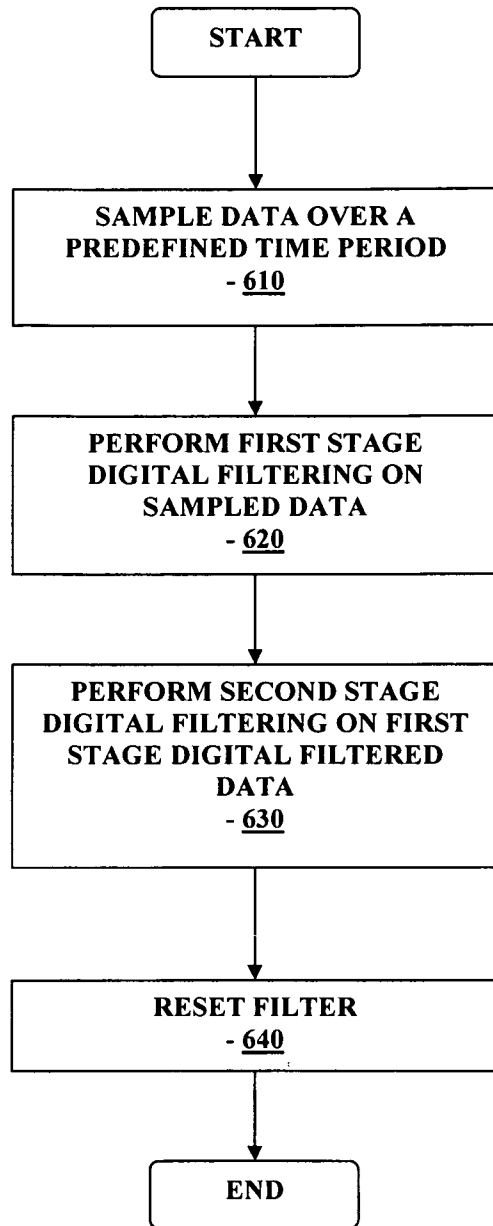 START
SAMPLE DATA OVER A
PREDEFINED TIME PERIOD
- 610
PERFORM FIRST STAGE
DIGITAL FILTERING ON
SAMPLED DATA
- 620
PERFORM SECOND STAGE
DIGITAL FILTERING ON FIRST
STAGE DIGITAL FILTERED
DATA
- 630
RESET FILTER
- 640
END